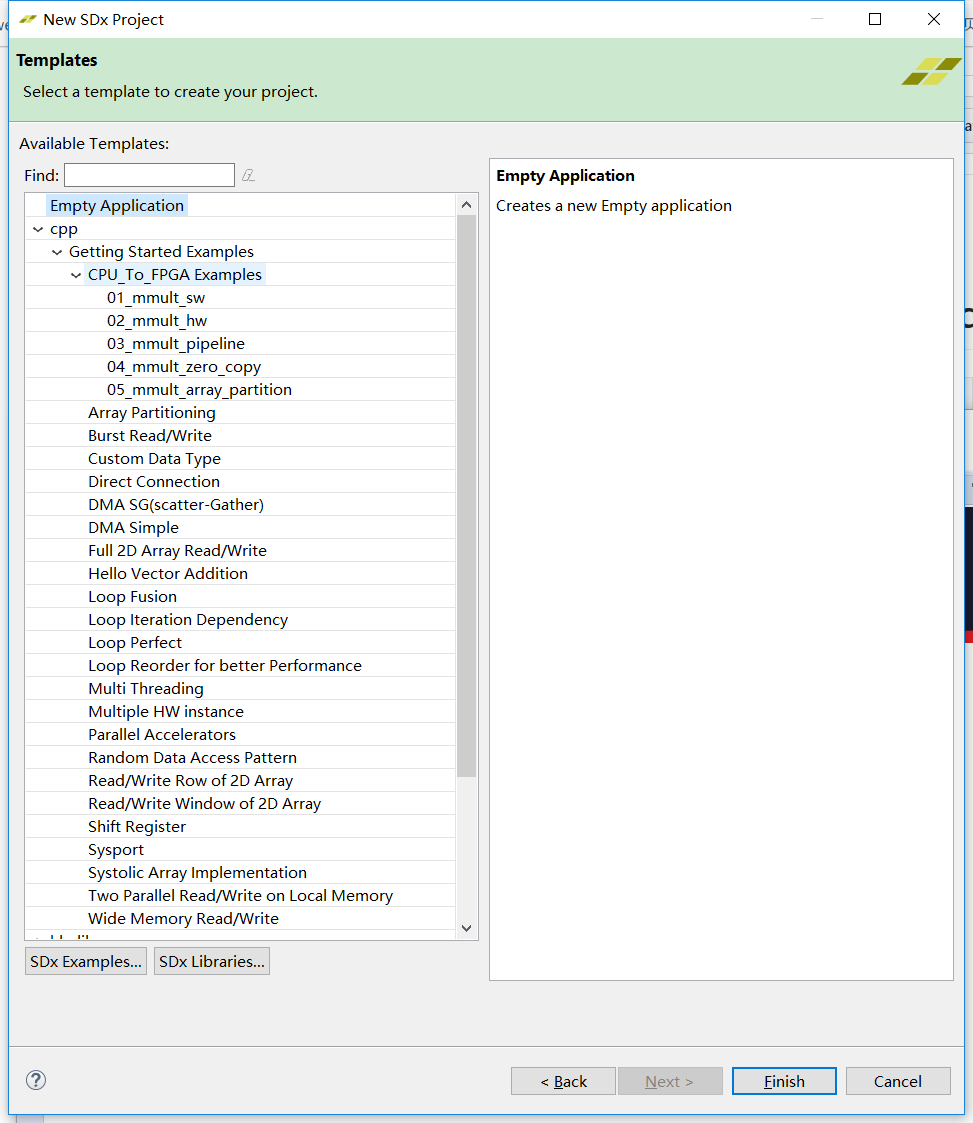 New SDx Project
Templates
Select a template to create your project.
Available Templates:
Find:
Empty Application
cpp
Getting Started Examples
CPU_To_FPGA Examples
01_mmult_sw
02_mmult_hw
03_mmult_pipeline
04_mmult_zero_copy
05_mmult_array_partition
Array Partitioning
Burst Read/Write
Custom Data Type
Direct Connection
DMA SG(scatter-Gather)
DMA Simple
Full 2D Array Read/Write
Hello Vector Addition
Loop Fusion
Loop Iteration Dependency
Loop Perfect
Loop Reorder for better Performance
Multi Threading
Multiple HW instance
Parallel Accelerators
Random Data Access Pattern
Read/Write Row of 2D Array
Read/Write Window of 2D Array
Shift Register
Sysport
Systolic Array Implementation
Two Parallel Read/Write on Local Memory
Wide Memory Read/Write
SDx Examples...
SDx Libraries...
Empty Application
Creates a new Empty application
< Back
Next >
Finish
Cancel